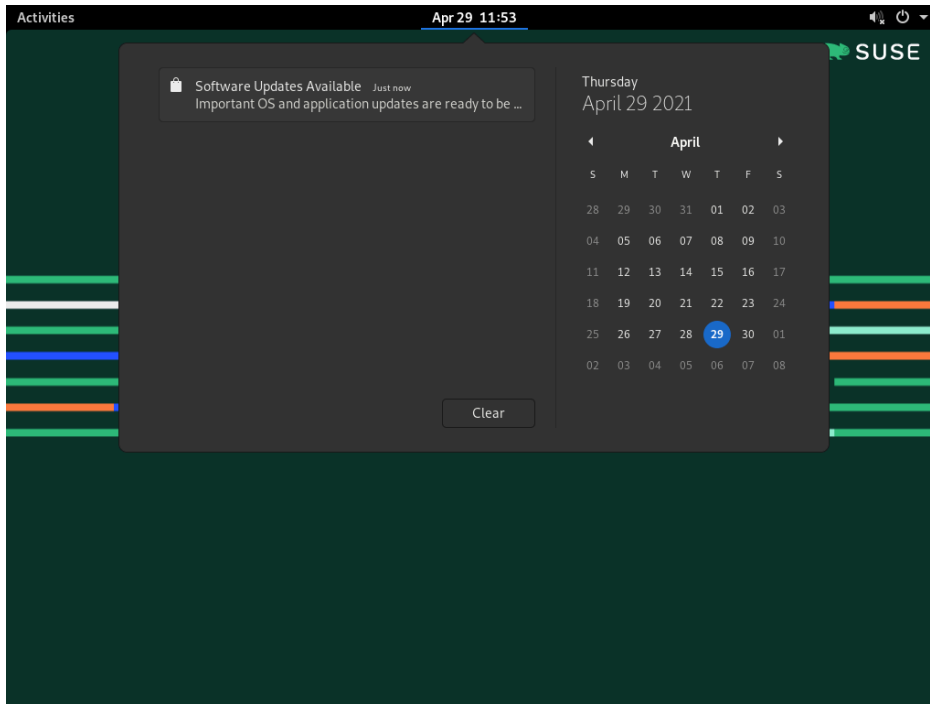 Activities
Apr 29 11:53
SUSE
Software Updates Available Just now
Important OS and application updates are ready to be ...
Clear
Thursday
April 29 2021
April
S M T W T F S
28 29 30 31 01 02 03
04 05 06 07 08 09 10
11 12 13 14 15 16 17
18 19 20 21 22 23 24
25 26 27 28 29 30 01
02 03 04 05 06 07 08